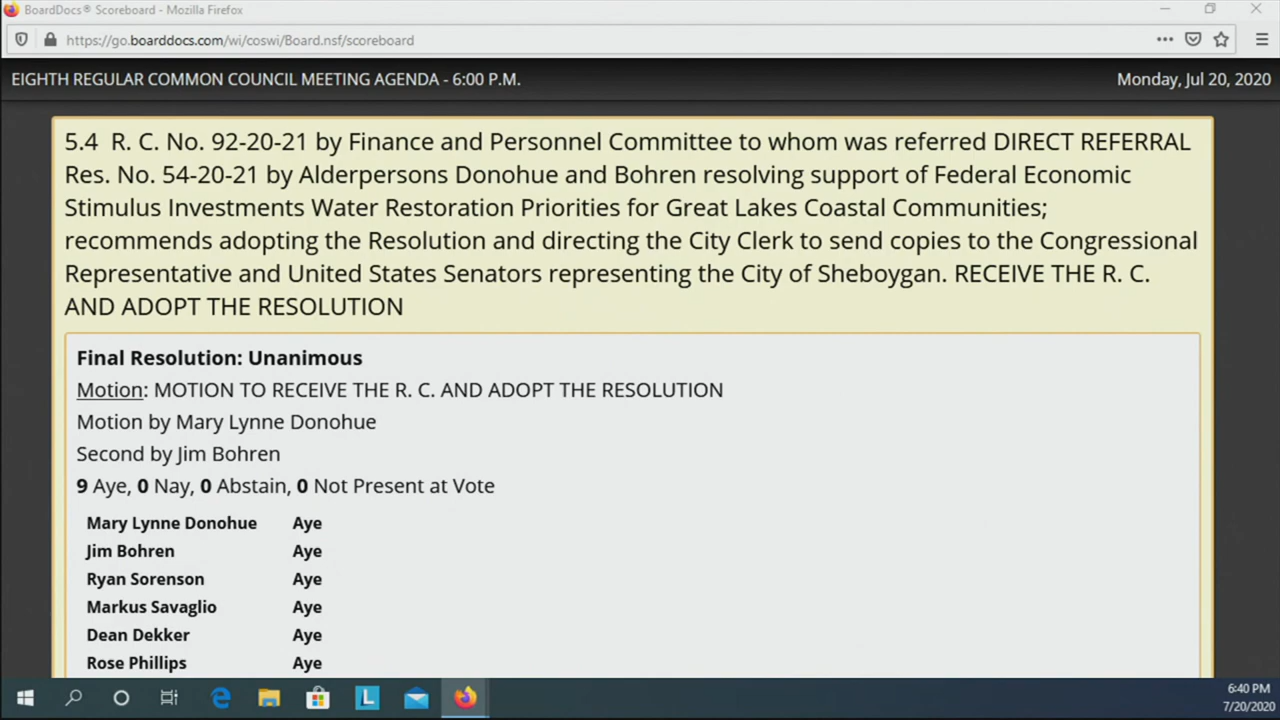 BoardDocs® Scoreboard - Mozilla Firefox
https://go.boarddocs.com/wi/coswi/Board.nsf/scoreboard
EIGHTH REGULAR COMMON COUNCIL MEETING AGENDA - 6:00 P.M. Monday, Jul 20, 2020
5.4 R. C. No. 92-20-21 by Finance and Personnel Committee to whom was referred DIRECT REFERRAL
Res. No. 54-20-21 by Alderpersons Donohue and Bohren resolving support of Federal Economic
Stimulus Investments Water Restoration Priorities for Great Lakes Coastal Communities;
recommends adopting the Resolution and directing the City Clerk to send copies to the Congressional
Representative and United States Senators representing the City of Sheboygan. RECEIVE THE R. C.
AND ADOPT THE RESOLUTION
Final Resolution: Unanimous
Motion: MOTION TO RECEIVE THE R. C. AND ADOPT THE RESOLUTION
Motion by Mary Lynne Donohue
Second by Jim Bohren
9 Aye, 0 Nay, 0 Abstain, 0 Not Present at Vote
Mary Lynne Donohue Aye
Jim Bohren Aye
Ryan Sorenson Aye
Markus Savaglio Aye
Dean Dekker Aye
Rose Phillips Aye
L
6:40 PM
7/20/2020